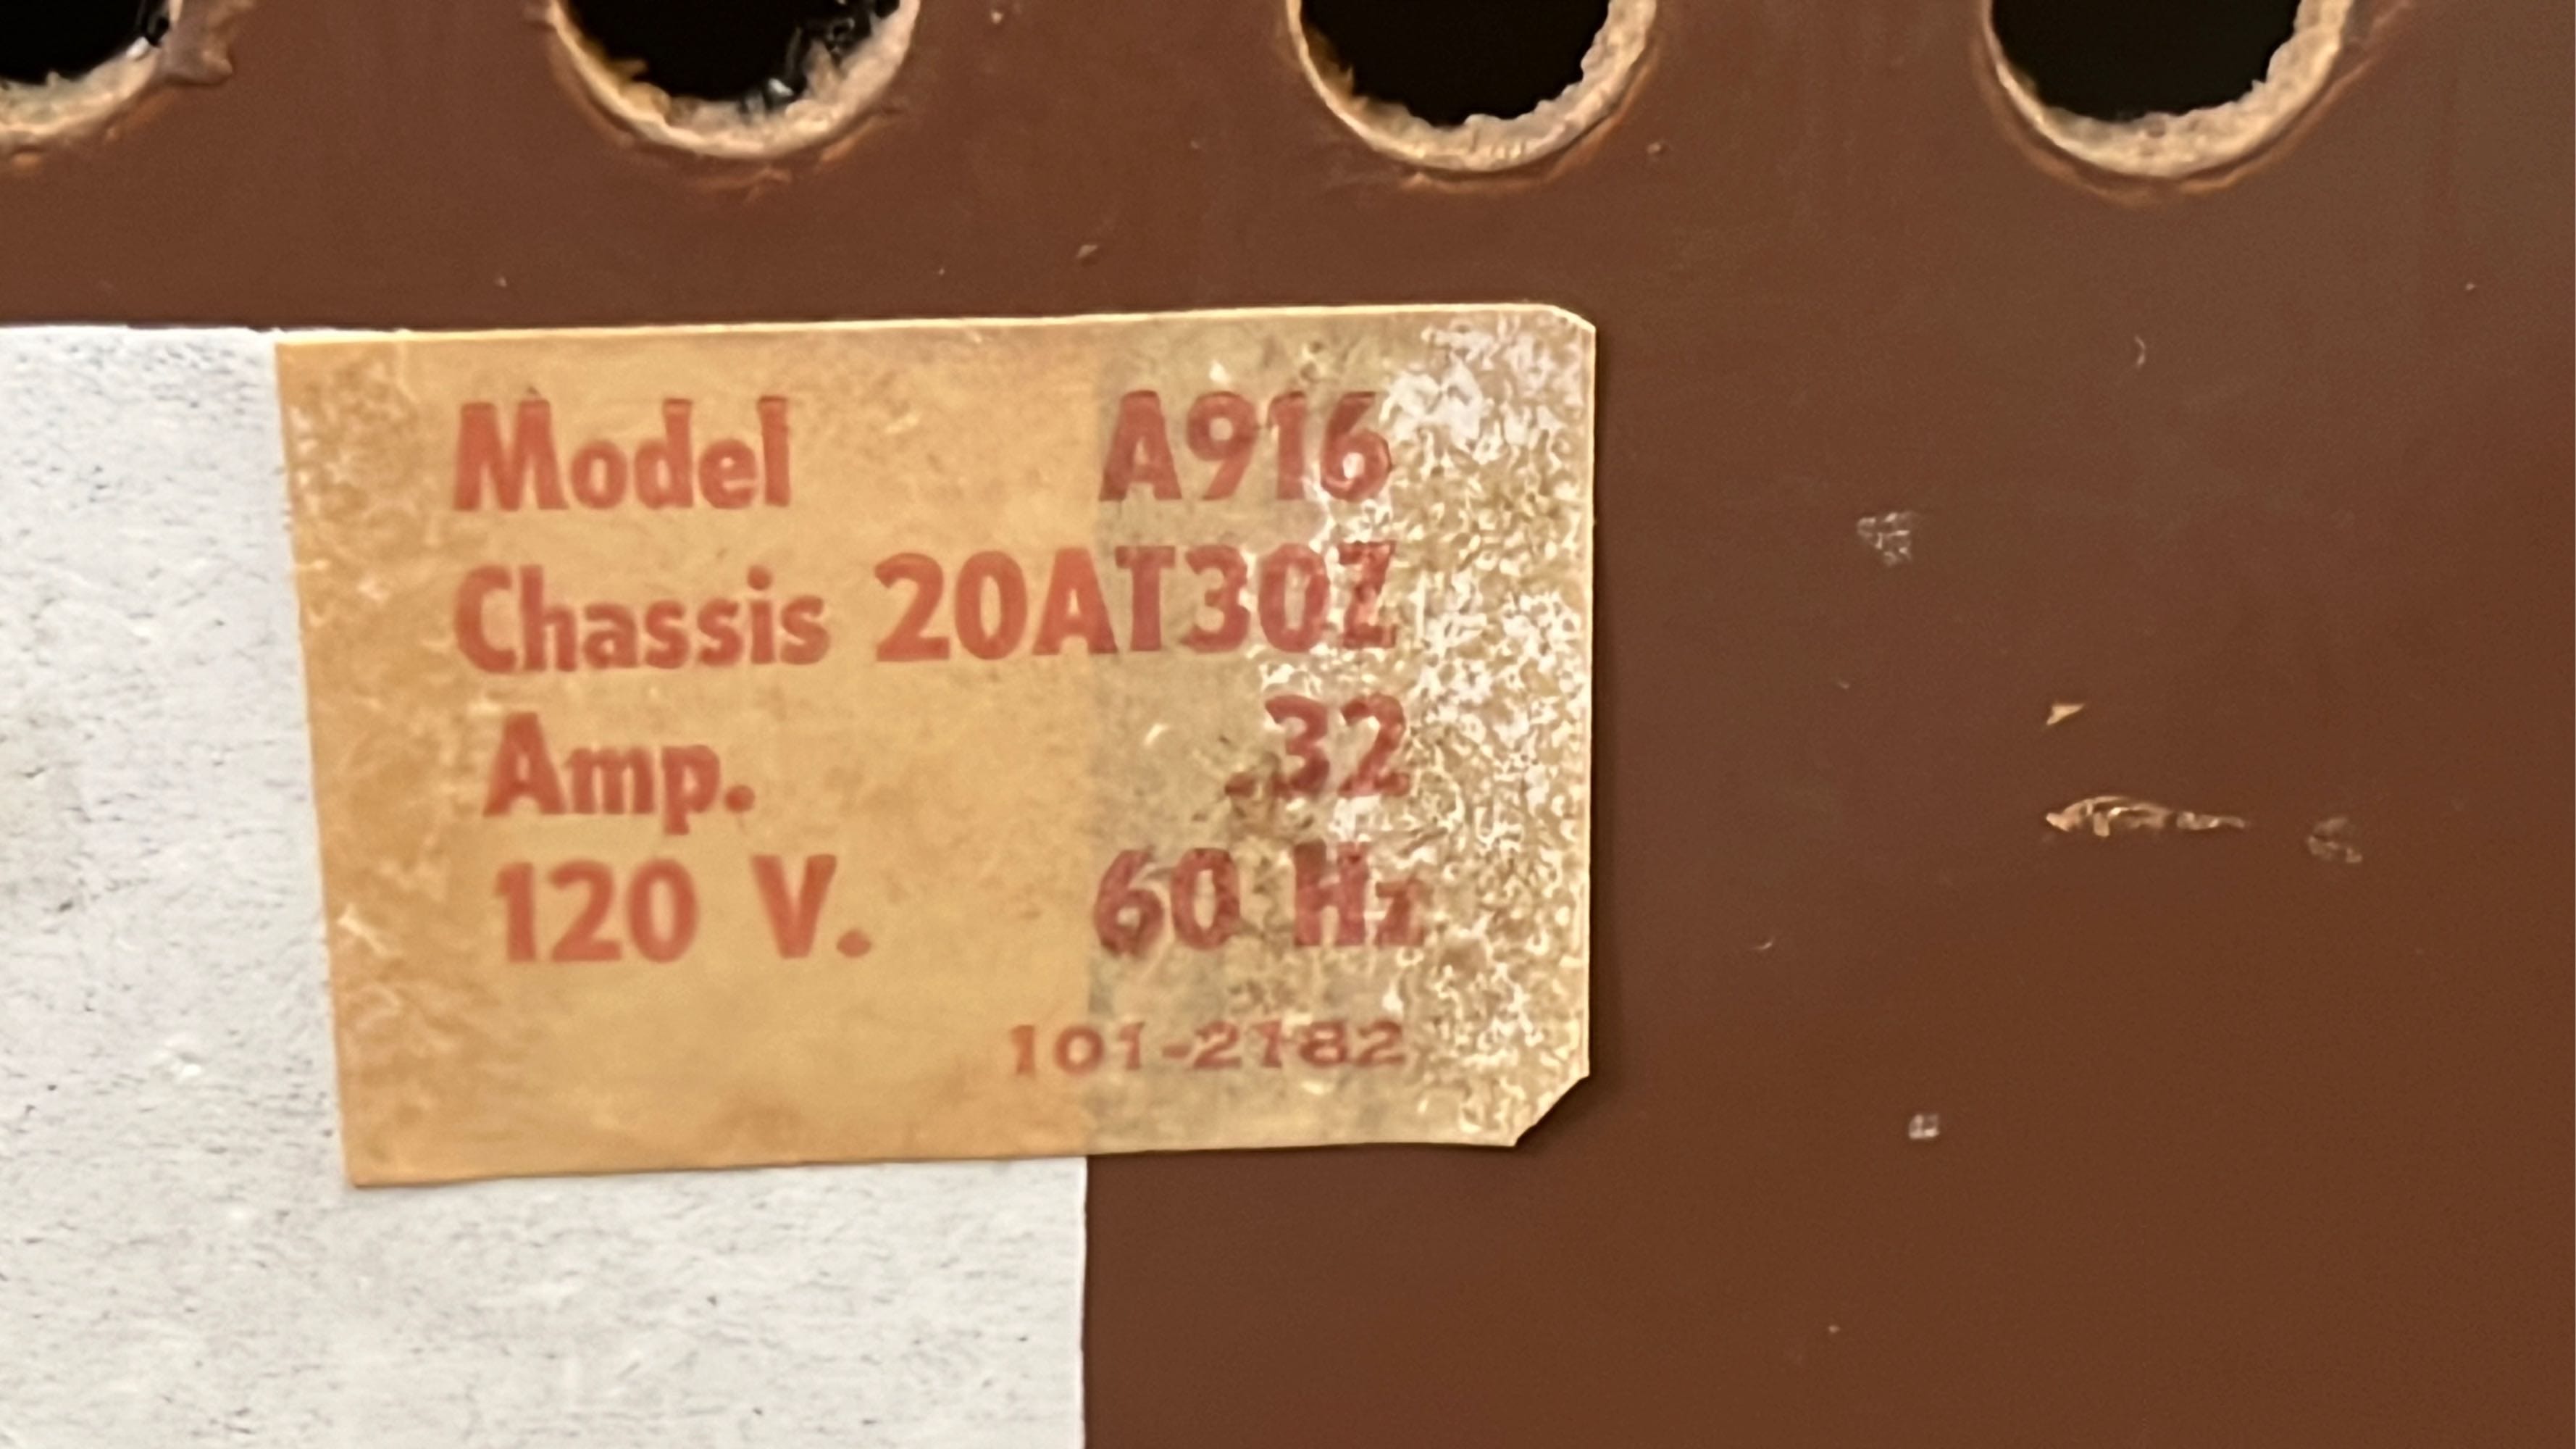 Model A916
Chassis 20AT30Z
Amp. .32
120 V. 60 Hz
101-2182